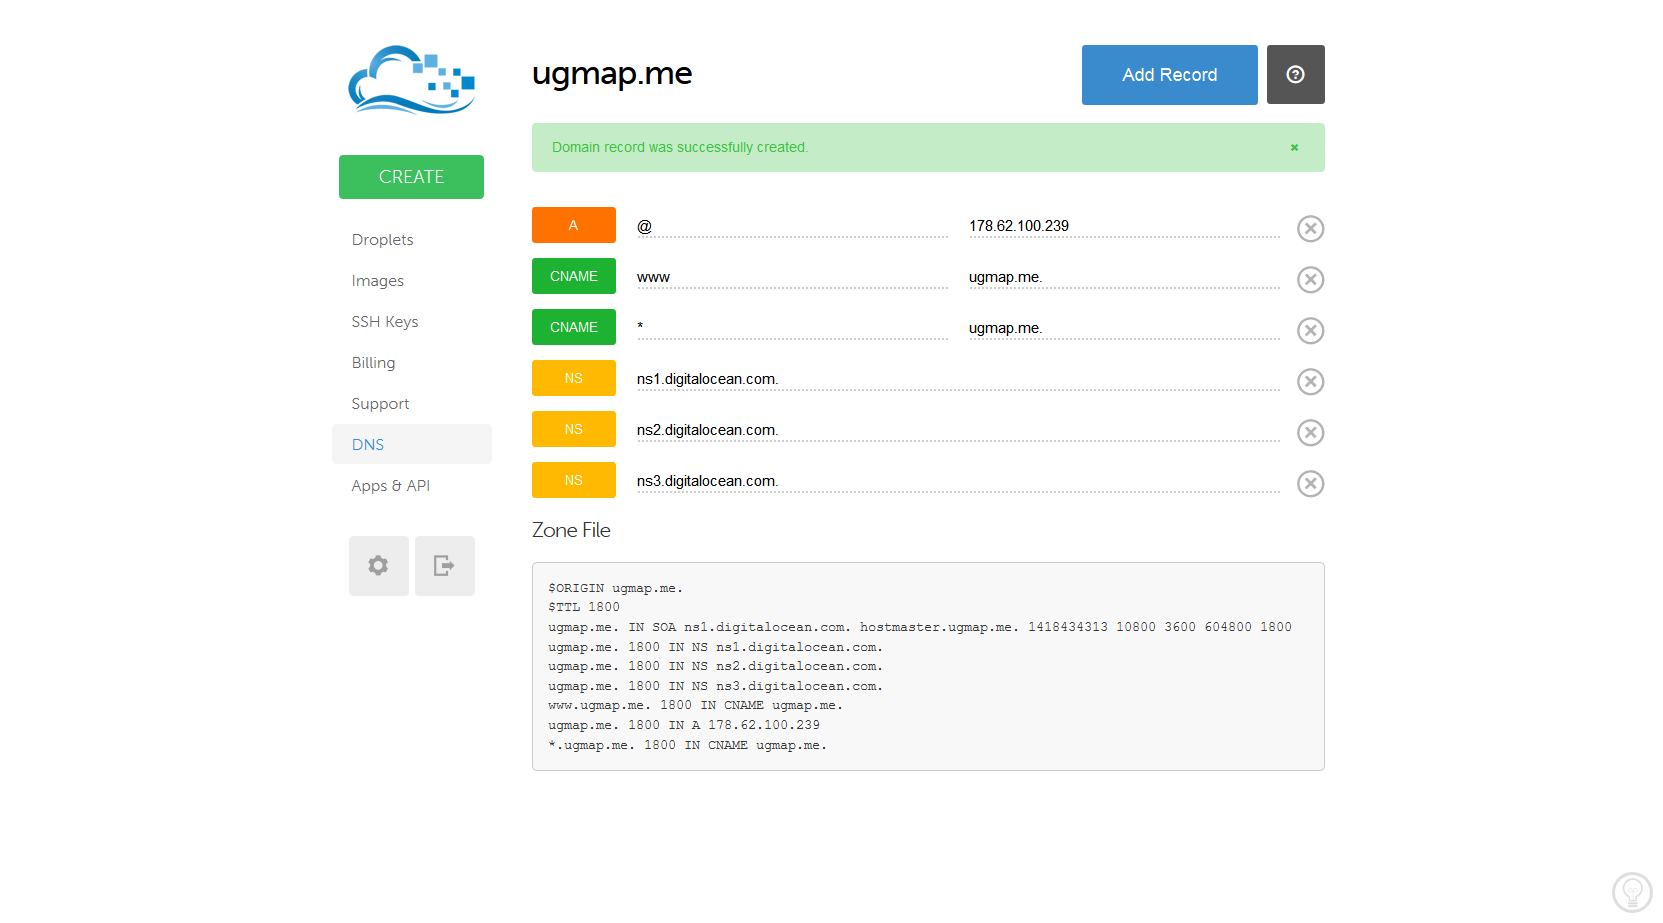 ugmap.me
Add Record
Domain record was successfully created.
CREATE
Droplets
Images
SSH Keys
Billing
Support
DNS
Apps & API
A @ 178.62.100.239
CNAME www ugmap.me.
CNAME * ugmap.me.
NS ns1.digitalocean.com.
NS ns2.digitalocean.com.
NS ns3.digitalocean.com.
Zone File
$ORIGIN ugmap.me.
$TTL 1800
ugmap.me. IN SOA ns1.digitalocean.com. hostmaster.ugmap.me. 1418434313 10800 3600 604800 1800
ugmap.me. 1800 IN NS ns1.digitalocean.com.
ugmap.me. 1800 IN NS ns2.digitalocean.com.
ugmap.me. 1800 IN NS ns3.digitalocean.com.
www.ugmap.me. 1800 IN CNAME ugmap.me.
ugmap.me. 1800 IN A 178.62.100.239
*.ugmap.me. 1800 IN CNAME ugmap.me.